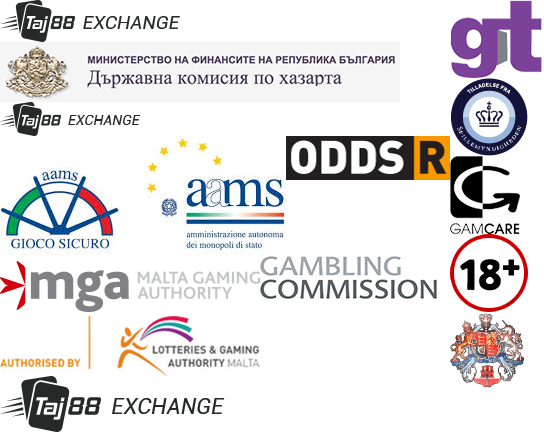 Taj88 EXCHANGE
gt
МИНИСТЕРСТВО НА ФИНАНСИТЕ НА РЕПУБЛИКА БЪЛГАРИЯ
Държавна комисия по хазарта
TILLADELSE FRA
SPILLEMYNDIGHEDEN
Taj88 EXCHANGE
ODDS R
aams
GIOCO SICURO
aams
amministrazione autonoma
dei monopoli di stato
G
GAMCARE
mga MALTA GAMING
AUTHORITY
GAMBLING
COMMISSION
18+
AUTHORISED BY
LOTTERIES & GAMING
AUTHORITY MALTA
Taj88 EXCHANGE